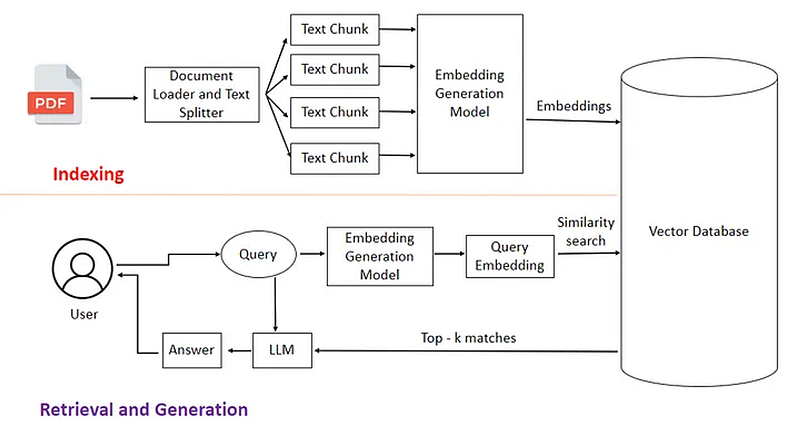 PDF
Document
Loader and Text
Splitter
Text Chunk
Text Chunk
Text Chunk
Text Chunk
Embedding
Generation
Model
Embeddings
Vector Database
Indexing
User
Query
Embedding
Generation
Model
Query
Embedding
Similarity
search
Top - k matches
LLM
Answer
Retrieval and Generation